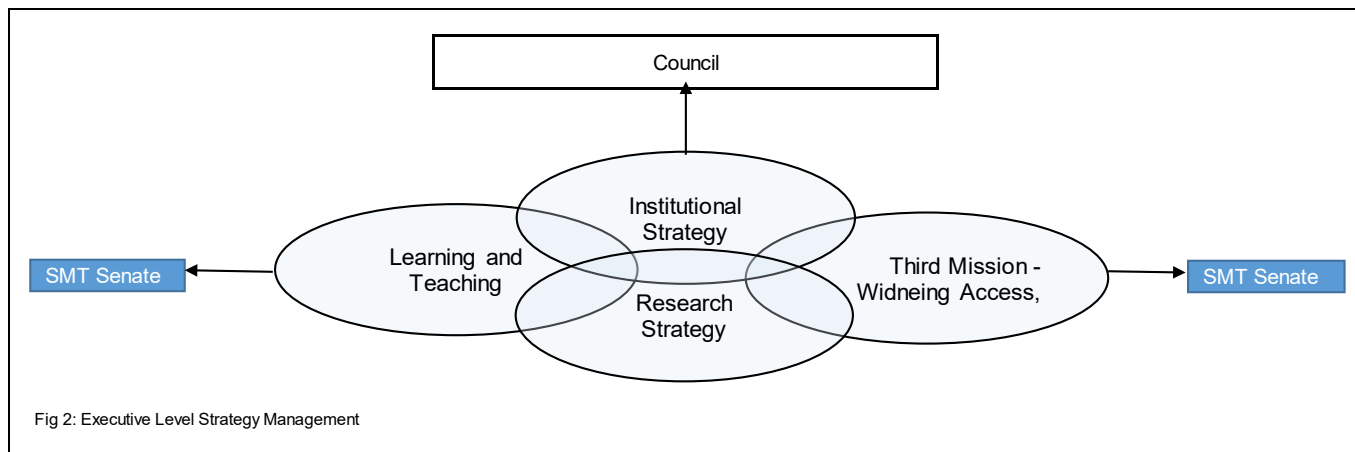 Council
Institutional
Strategy
Learning and
Teaching
Third Mission -
Widneing Access,
SMT Senate
SMT Senate
Research
Strategy
Fig 2: Executive Level Strategy Management